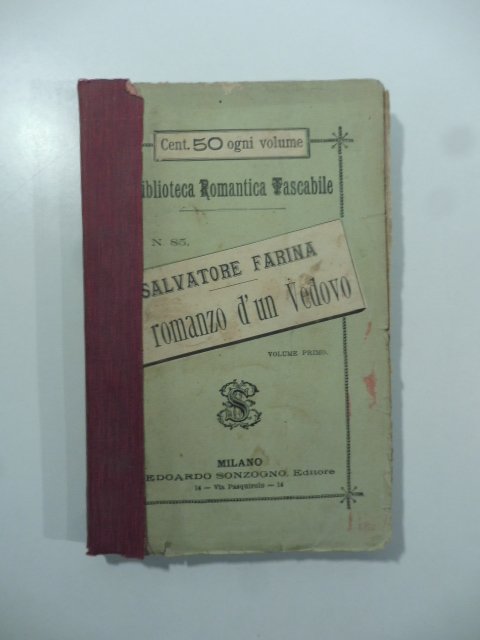 Cent. 50 ogni volume
iblioteca Romantica Tascabile
N. 85.
SALVATORE FARINA
romanzo d'un Vedovo
VOLUME PRIMO.
MILANO
EDOARDO SONZOGNO, Editore
14 — Via Pasquirolo — 14